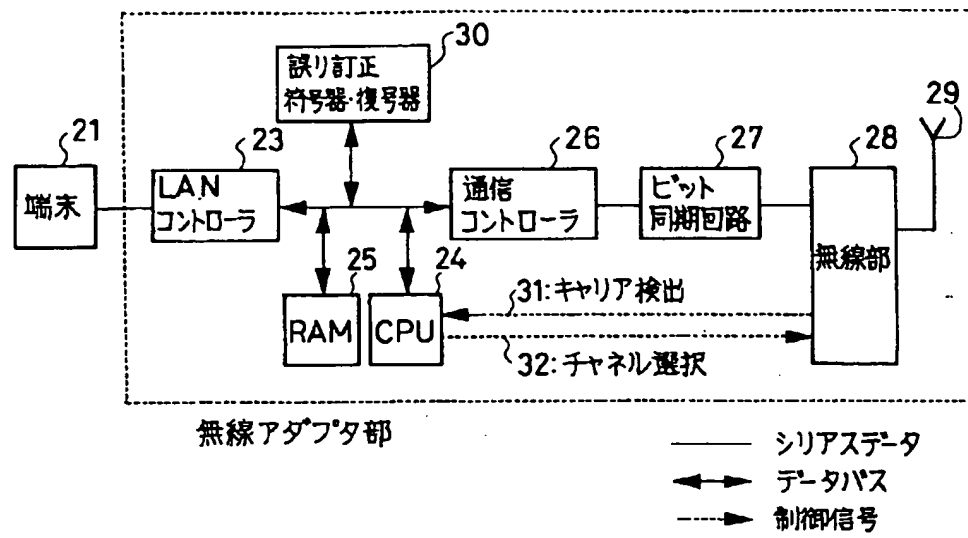 30
誤り訂正
符号器・復号器
21
端末
23
LAN
コントローラ
26
通信
コントローラ
27
ビット
同期回路
28
無線部
29
25
RAM
24
CPU
31:キャリア検出
32:チャネル選択
無線アダプタ部
シリアスデータ
データバス
制御信号